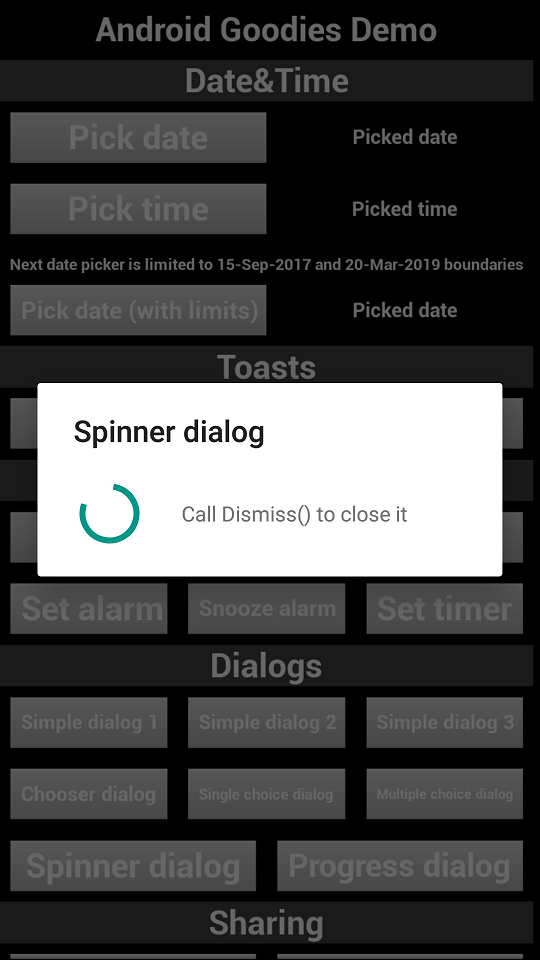 Android Goodies Demo
Date&Time
Pick date
Picked date
Pick time
Picked time
Next date picker is limited to 15-Sep-2017 and 20-Mar-2019 boundaries
Pick date (with limits)
Picked date
Toasts
Spinner dialog
Call Dismiss() to close it
Set alarm
Snooze alarm
Set timer
Dialogs
Simple dialog 1
Simple dialog 2
Simple dialog 3
Chooser dialog
Single choice dialog
Multiple choice dialog
Spinner dialog
Progress dialog
Sharing